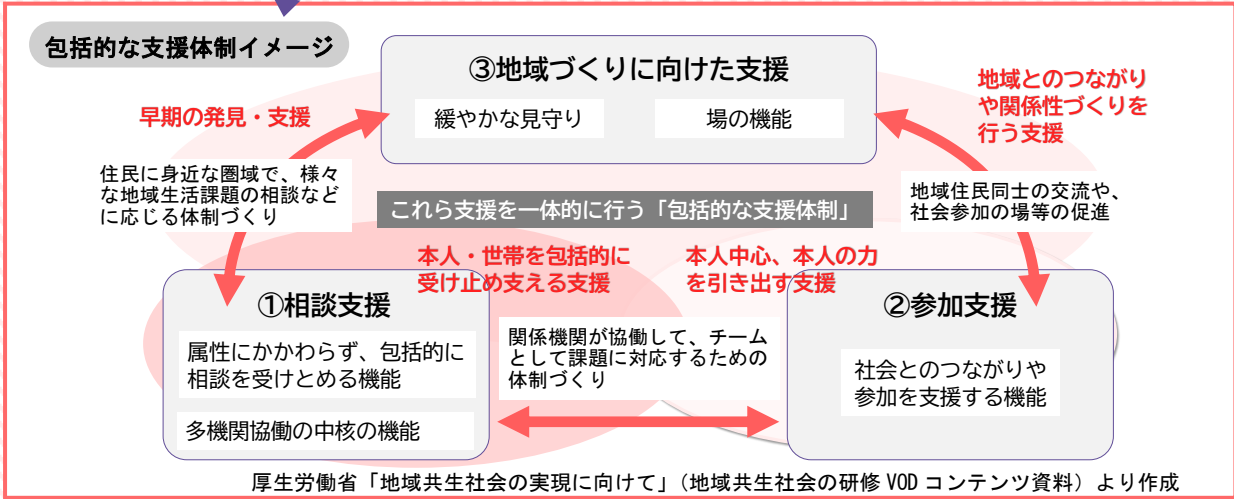 包括的な支援体制イメージ
③地域づくりに向けた支援
緩やかな見守り
場の機能
早期の発見・支援
地域とのつながり
や関係性づくりを
行う支援
住民に身近な圏域で、様々
な地域生活課題の相談など
に応じる体制づくり
地域住民同士の交流や、
社会参加の場等の促進
これら支援を一体的に行う「包括的な支援体制」
本人・世帯を包括的に
受け止め支える支援
本人中心、本人の力
を引き出す支援
①相談支援
属性にかかわらず、包括的に
相談を受けとめる機能
多機関協働の中核の機能
関係機関が協働して、チーム
として課題に対応するための
体制づくり
②参加支援
社会とのつながりや
参加を支援する機能
厚生労働省「地域共生社会の実現に向けて」（地域共生社会の研修 VOD コンテンツ資料）より作成